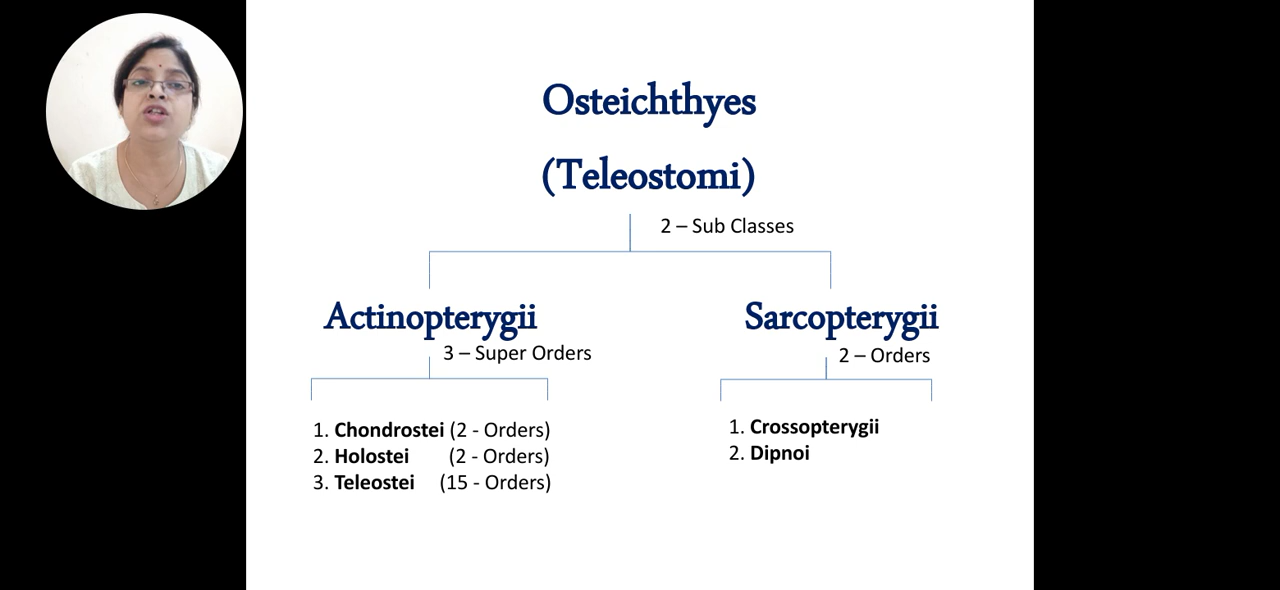 Osteichthyes
(Teleostomi)
2 – Sub Classes
Actinopterygii
Sarcopterygii
3 – Super Orders
2 – Orders
1. Chondrostei (2 - Orders)
2. Holostei (2 - Orders)
3. Teleostei (15 - Orders)
1. Crossopterygii
2. Dipnoi